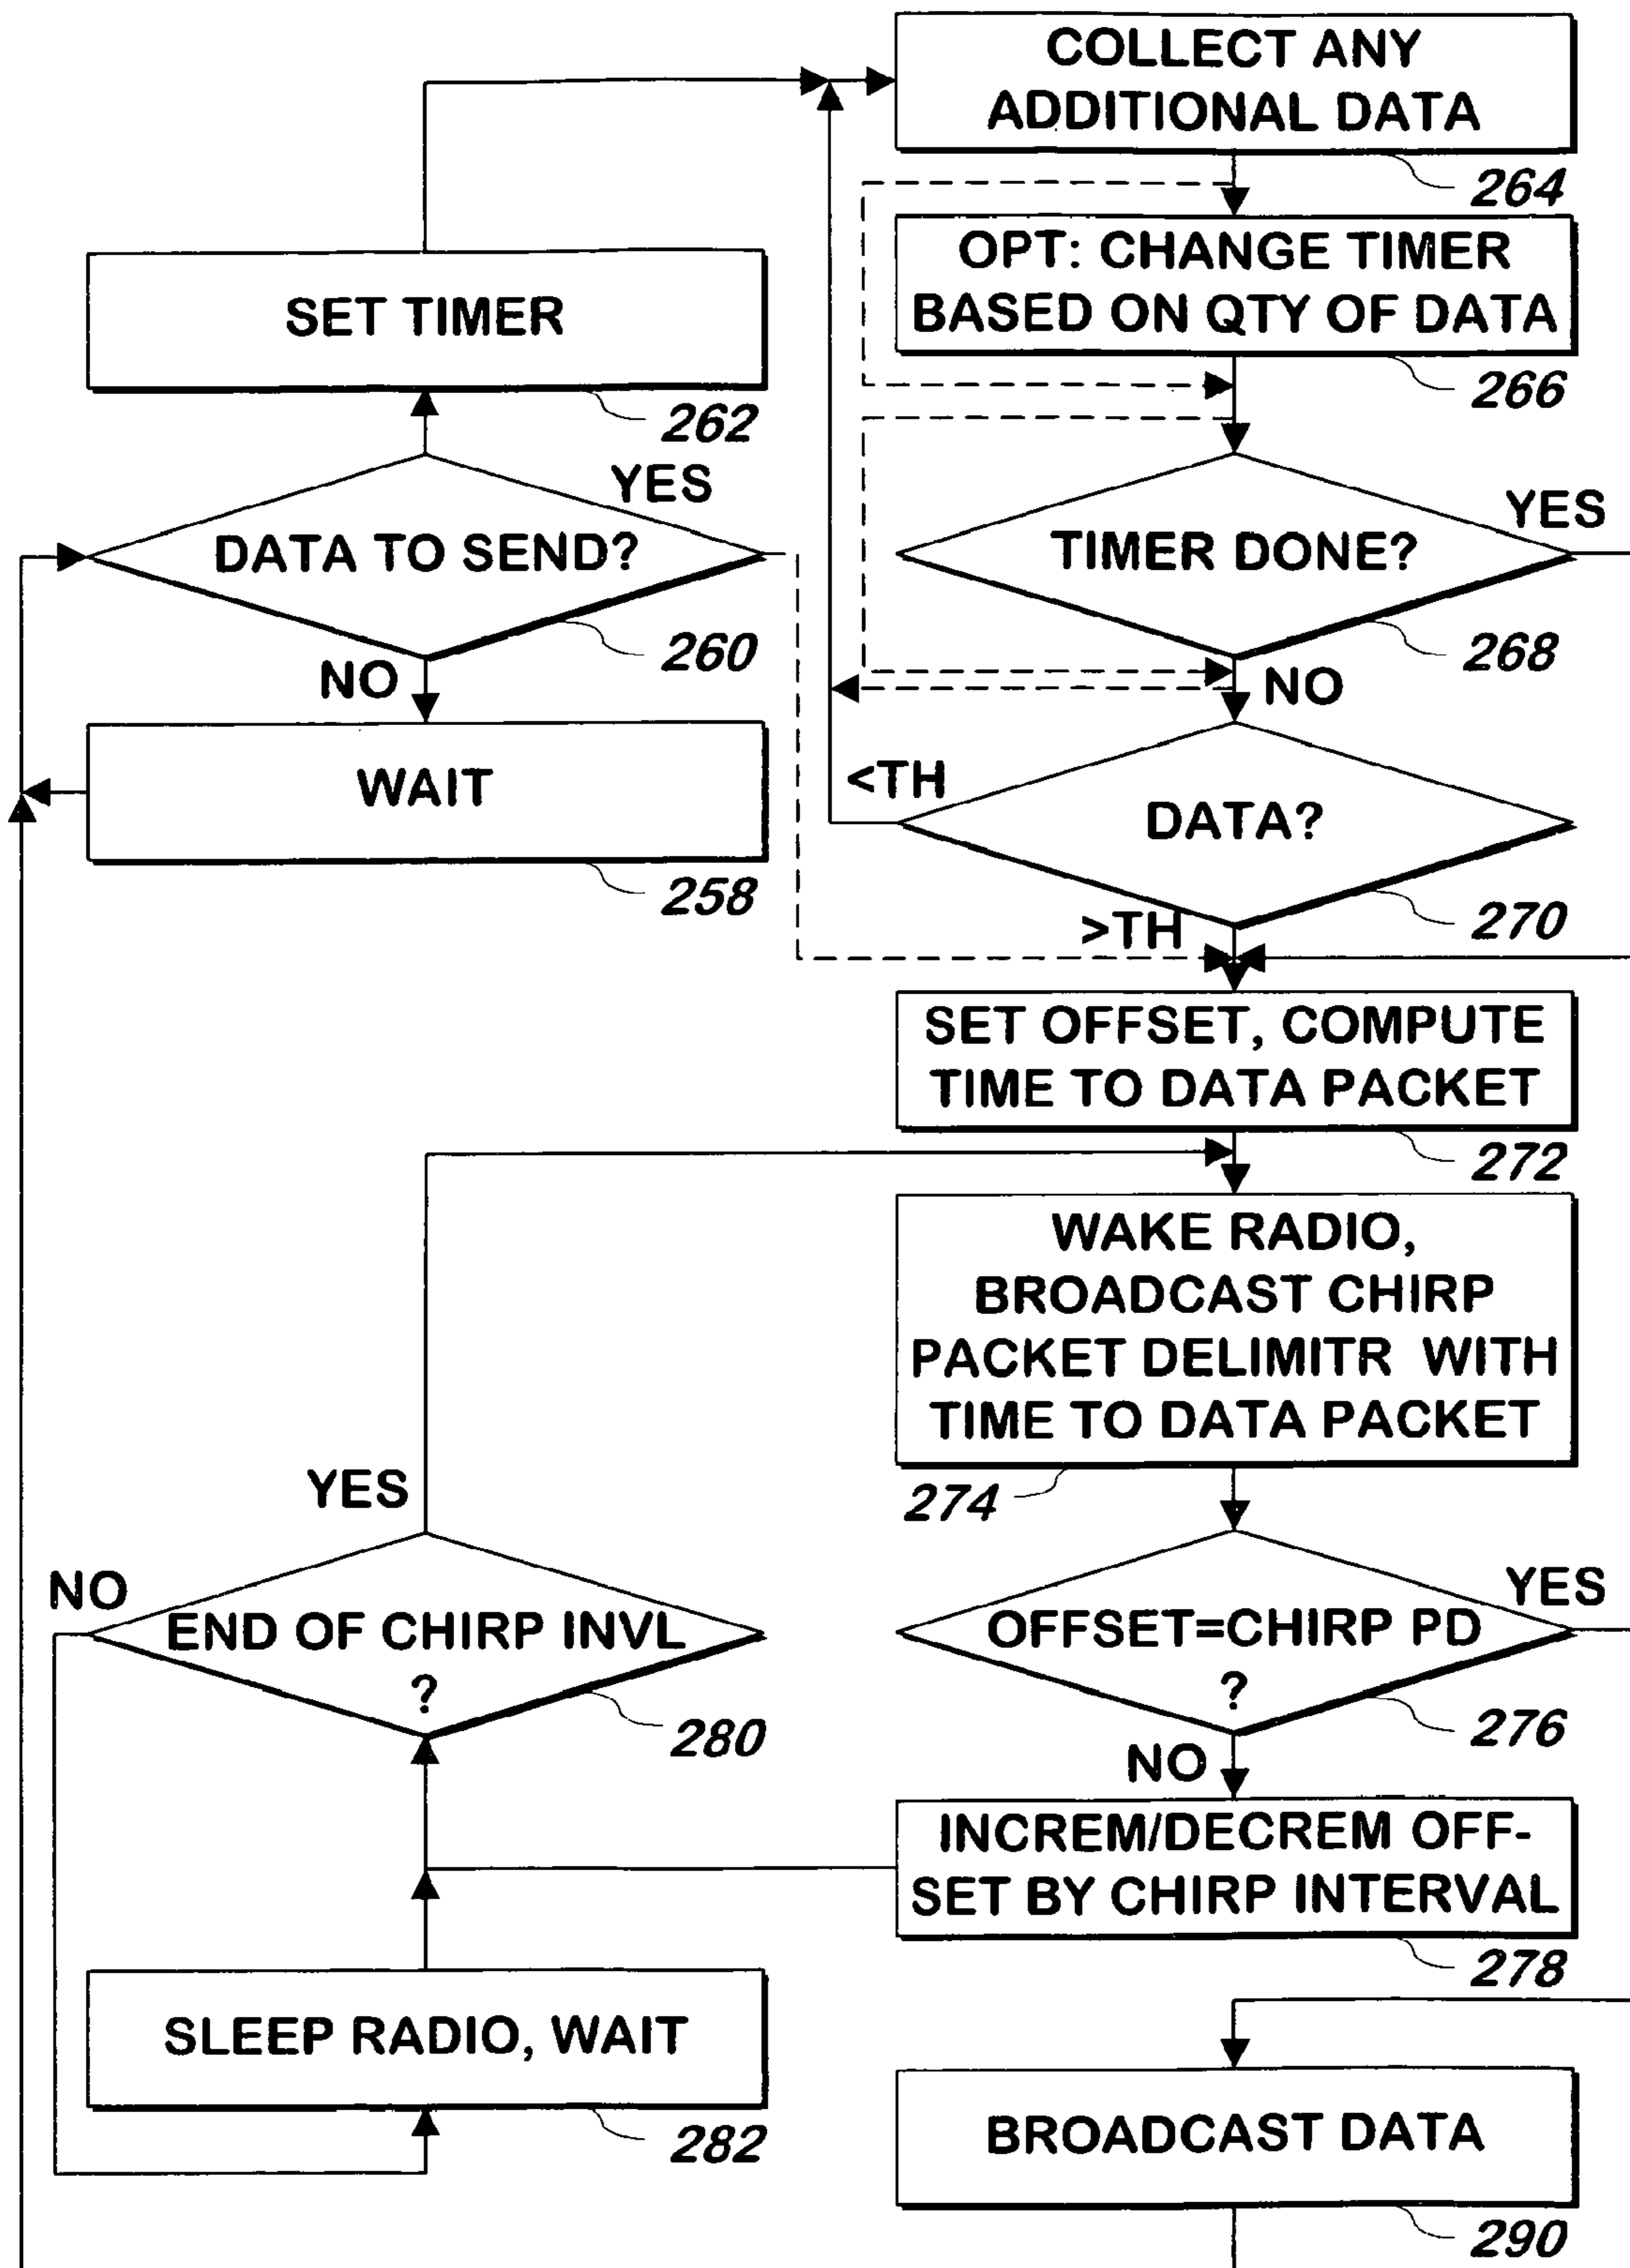 COLLECT ANY
ADDITIONAL DATA
264
OPT: CHANGE TIMER
BASED ON QTY OF DATA
266
SET TIMER
262
YES
DATA TO SEND?
260
NO
WAIT
258
YES
TIMER DONE?
268
NO
<TH
DATA?
270
>TH
SET OFFSET, COMPUTE
TIME TO DATA PACKET
272
WAKE RADIO,
BROADCAST CHIRP
PACKET DELIMITR WITH
TIME TO DATA PACKET
274
YES
NO
END OF CHIRP INVL
?
280
YES
OFFSET=CHIRP PD
?
276
NO
INCREM/DECREM OFF-
SET BY CHIRP INTERVAL
278
SLEEP RADIO, WAIT
282
BROADCAST DATA
290